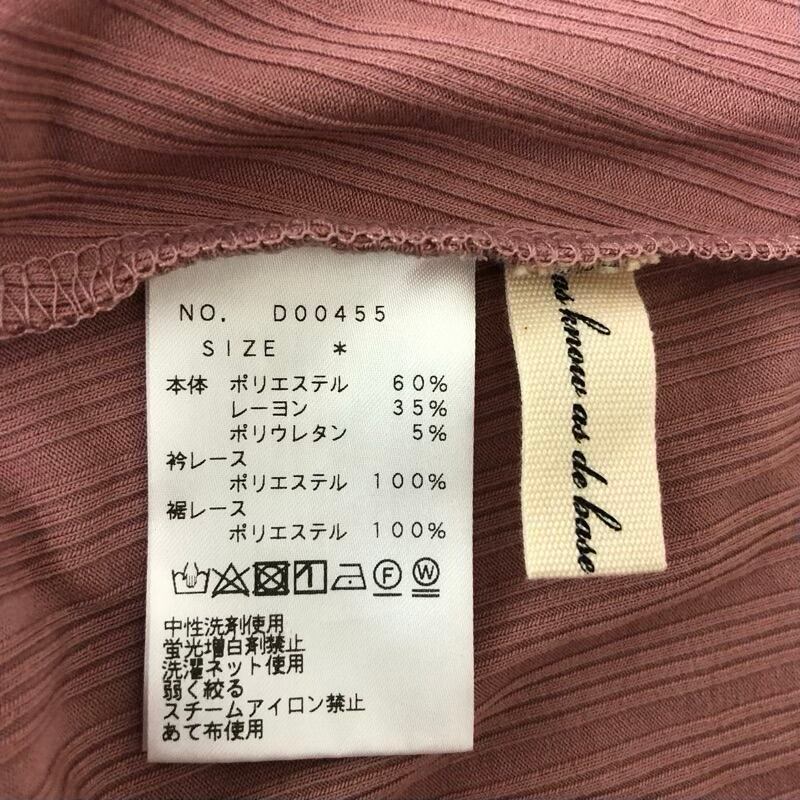 NO. D00455
SIZE *
本体 ポリエステル 60%
レーヨン 35%
ポリウレタン 5%
衿レース
ポリエステル 100%
裾レース
ポリエステル 100%
F W
中性洗剤使用
蛍光増白剤禁止
洗濯ネット使用
弱く絞る
スチームアイロン禁止
あて布使用
as know as de base